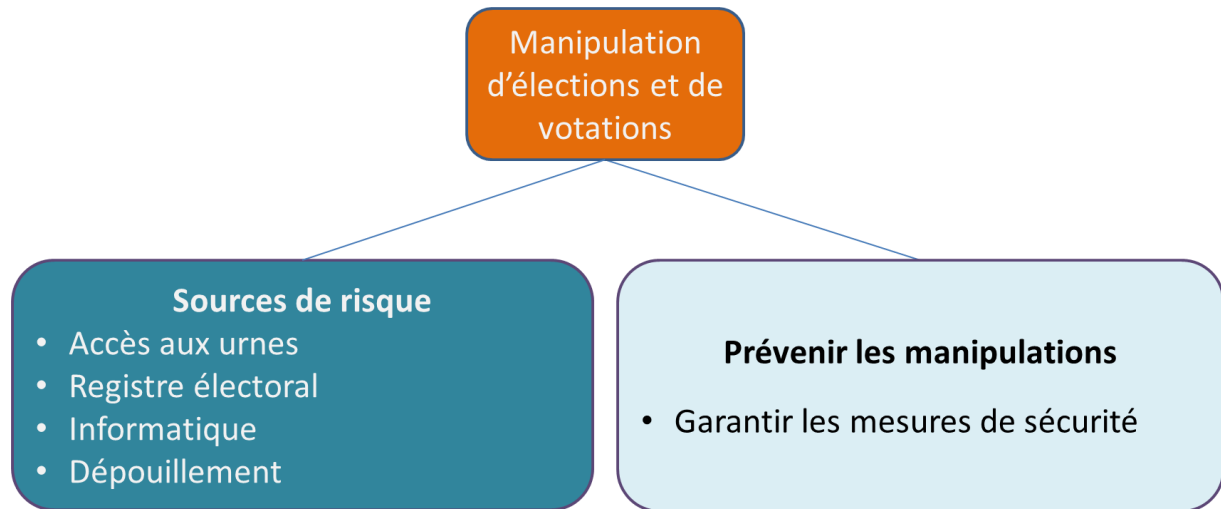 Manipulation
d’élections et de
votations
Sources de risque
• Accès aux urnes
• Registre électoral
• Informatique
• Dépouillement
Prévenir les manipulations
• Garantir les mesures de sécurité